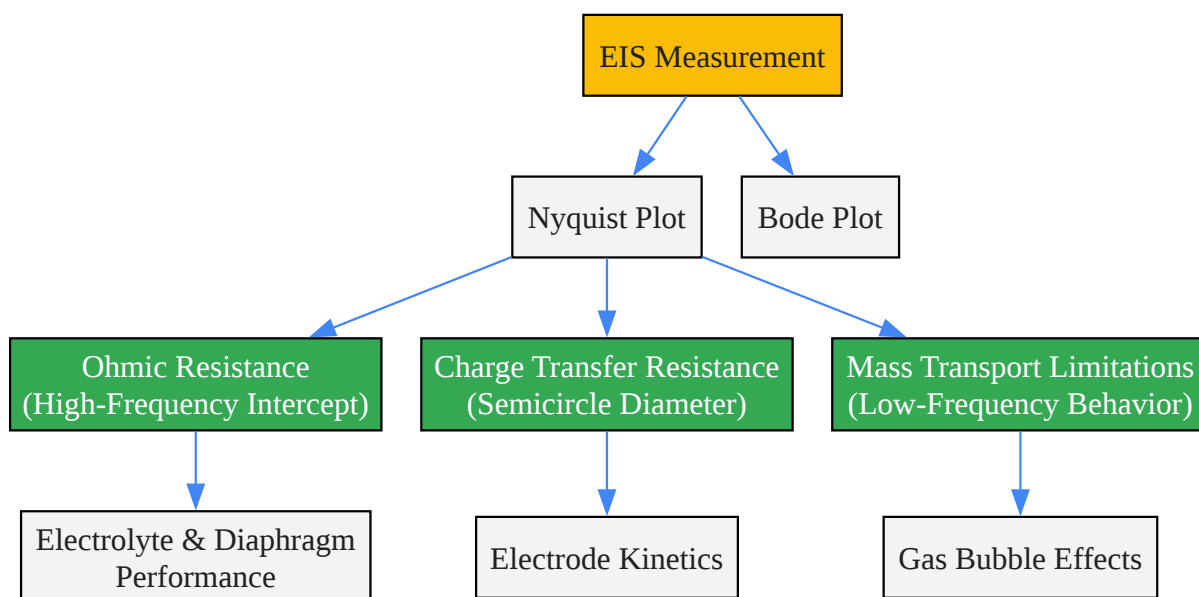 EIS Measurement
Nyquist Plot
Bode Plot
Ohmic Resistance
(High-Frequency Intercept)
Charge Transfer Resistance
(Semicircle Diameter)
Mass Transport Limitations
(Low-Frequency Behavior)
Electrolyte & Diaphragm
Performance
Electrode Kinetics
Gas Bubble Effects